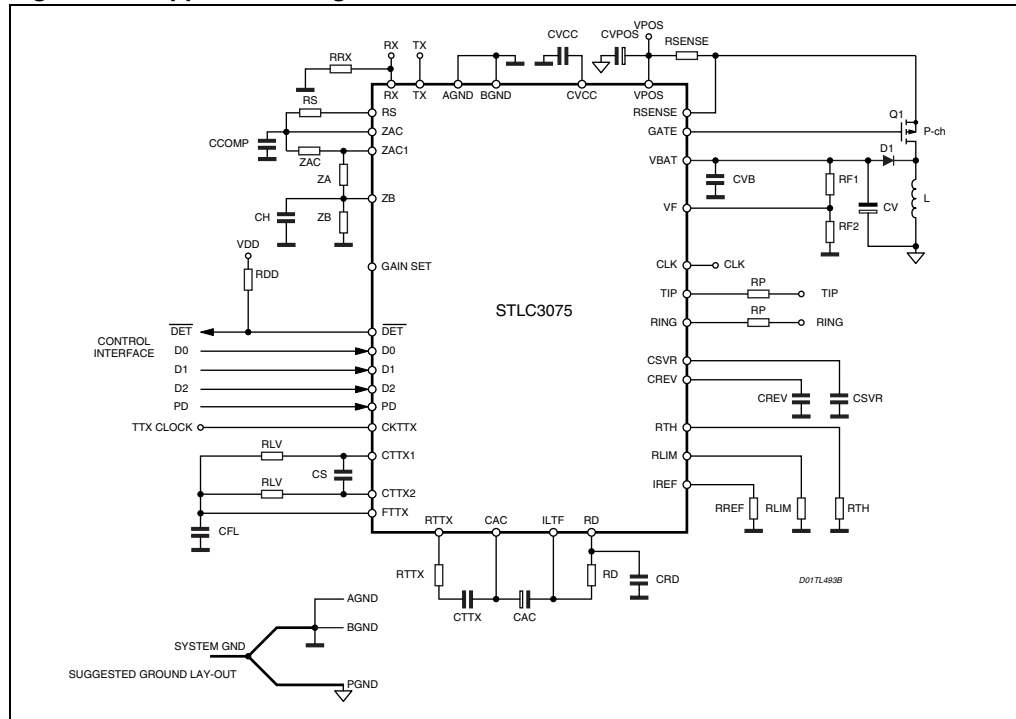 VPOS
RX TX CVCC CVPOS RSENSE
RRX
RX TX AGND BGND CVCC VPOS
RS RS RSENSE
Q1
ZAC GATE P-ch
CCOMP
D1
ZAC ZAC1 VBAT
ZA CVB RF1
CV L
ZB VF
CH ZB RF2
VDD
RDD GAIN SET CLK CLK
RP
TIP TIP
STLC3075
RP
RING RING
DET DET
CONTROL INTERFACE
D0 D0
D1 D1
D2 D2
PD PD
CSVR
CREV CREV CSVR
TTX CLOCK CKTTX RTH
RLV CTTX1
CS RLIM
RLV CTTX2 IREF
FTTX RREF RLIM RTH
CFL
RTTX CAC ILTF RD
RTTX RD CRD
D01TL493B
CTTX CAC
AGND
BGND
SYSTEM GND
SUGGESTED GROUND LAY-OUT
PGND